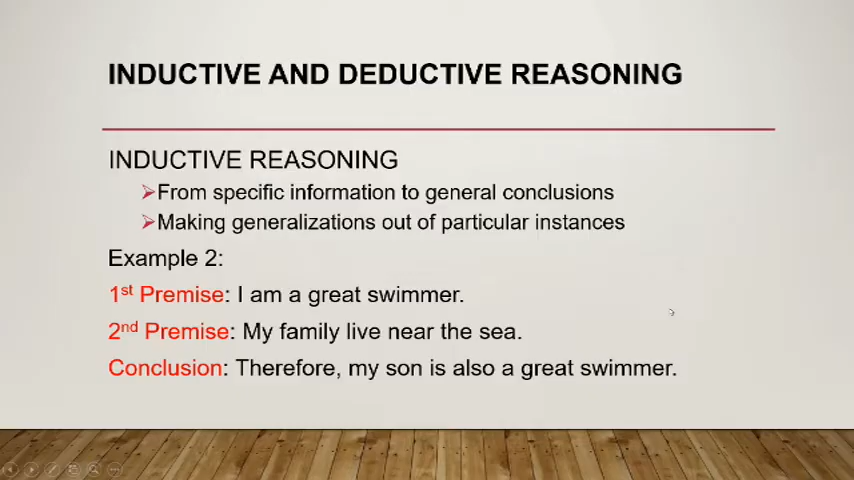 INDUCTIVE AND DEDUCTIVE REASONING
INDUCTIVE REASONING
From specific information to general conclusions
Making generalizations out of particular instances
Example 2:
1st Premise: I am a great swimmer.
2nd Premise: My family live near the sea.
Conclusion: Therefore, my son is also a great swimmer.